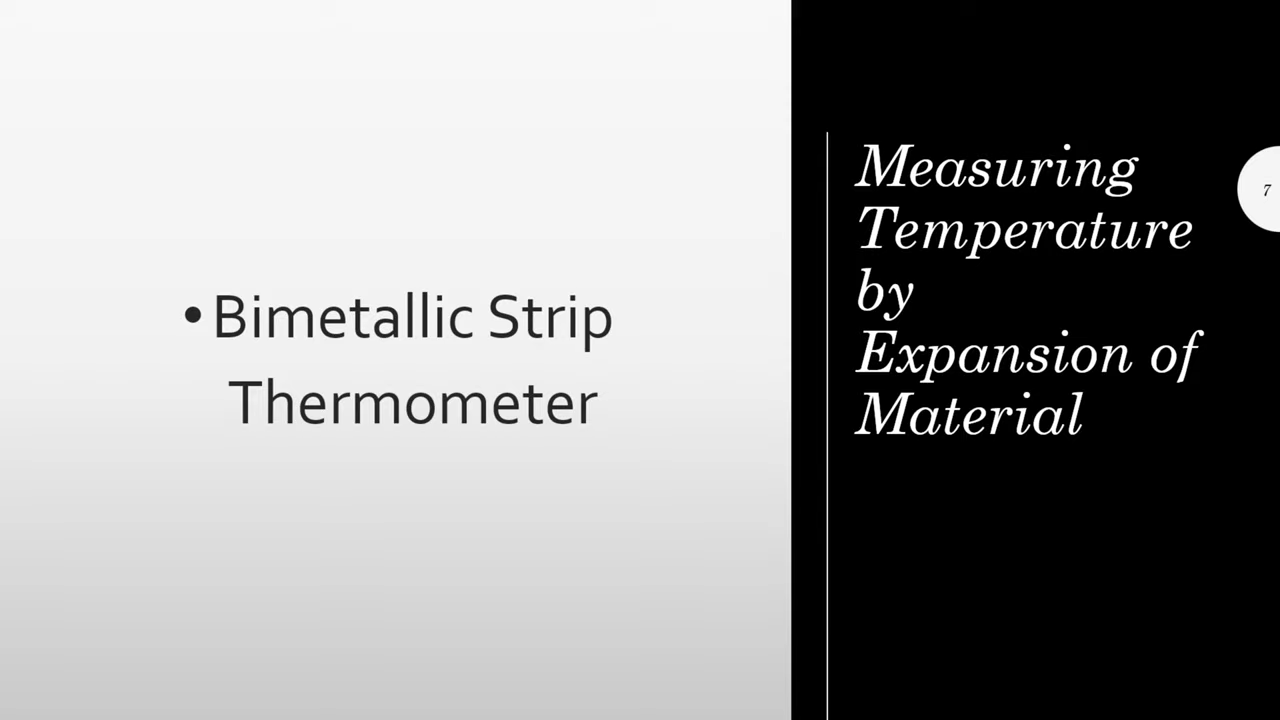 • Bimetallic Strip
Thermometer
Measuring
Temperature
by
Expansion of
Material
7